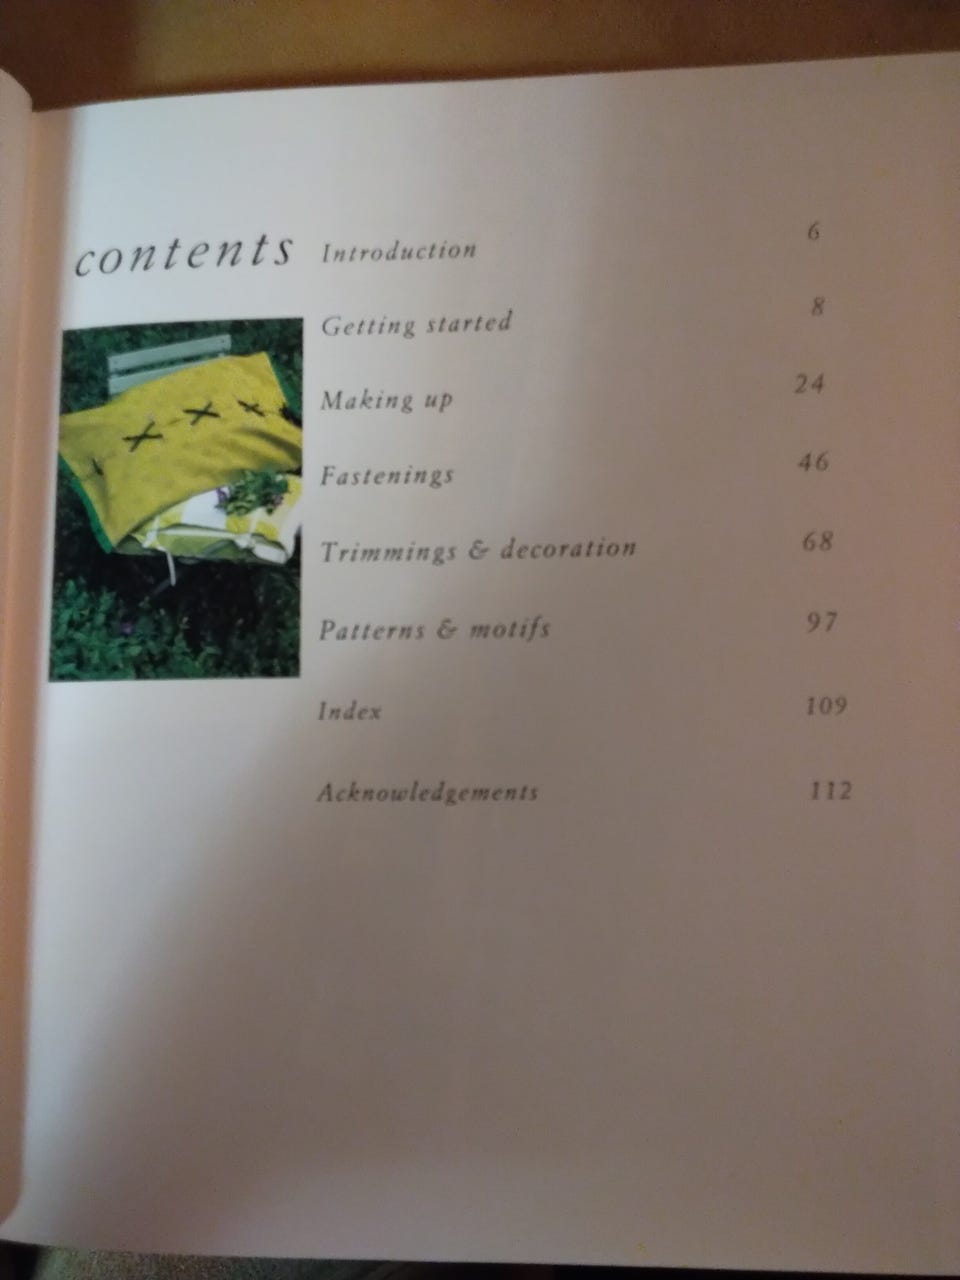 contents
Introduction 6
Getting started 8
Making up 24
Fastenings 46
Trimmings & decoration 68
Patterns & motifs 97
Index 109
Acknowledgements 112